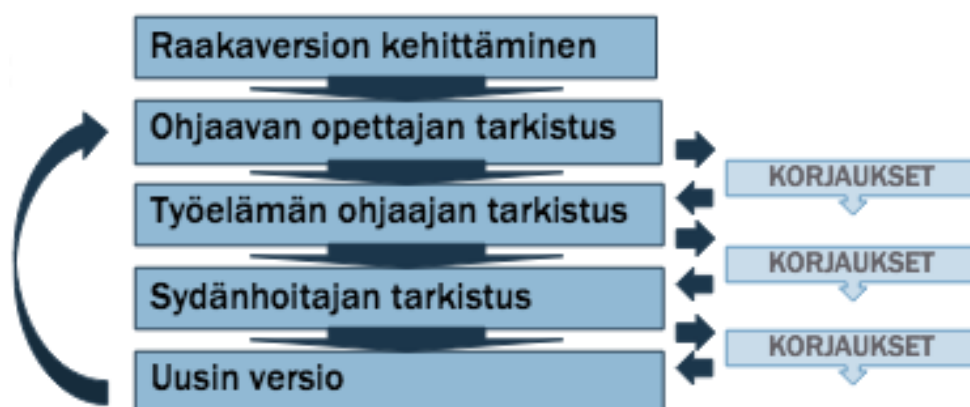 Raakaversion kehittäminen
Ohjaavan opettajan tarkistus
KORJAUKSET
Työelämän ohjaajan tarkistus
KORJAUKSET
Sydänhoitajan tarkistus
KORJAUKSET
Uusin versio